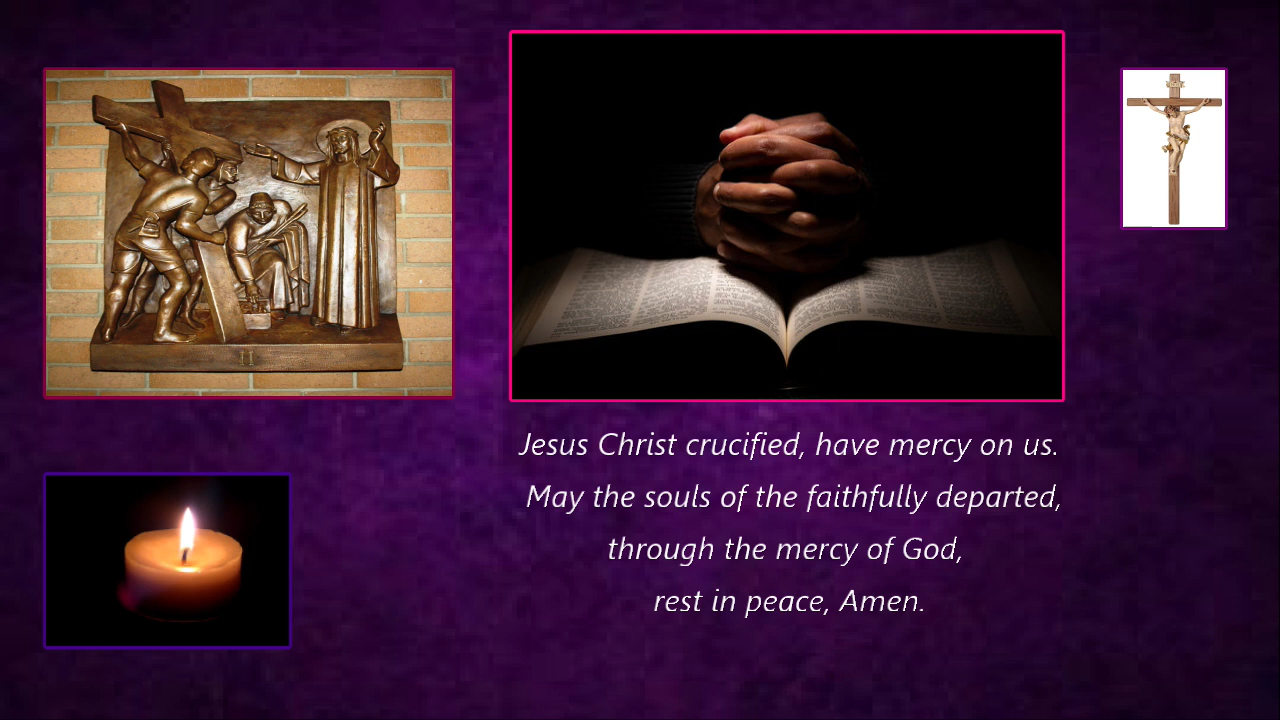 II
Jesus Christ crucified, have mercy on us.
May the souls of the faithfully departed,
through the mercy of God,
rest in peace, Amen.